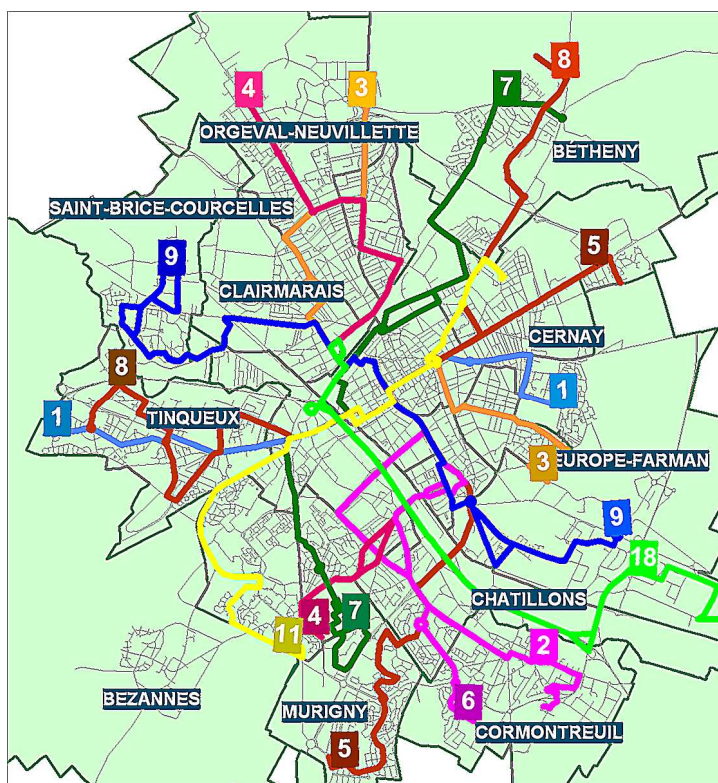 8
4
3
7
ORGEVAL-NEUVILLETTE
BÉTHENY
SAINT-BRICE-COURCELLES
5
9
CLAIRMARAIS
CERNAY
8
1
1
TINQUEUX
3
EUROPE-FARMAN
9
18
CHATILLONS
4
7
11
2
BEZANNES
MURIGNY
6
CORMONTREUIL
5